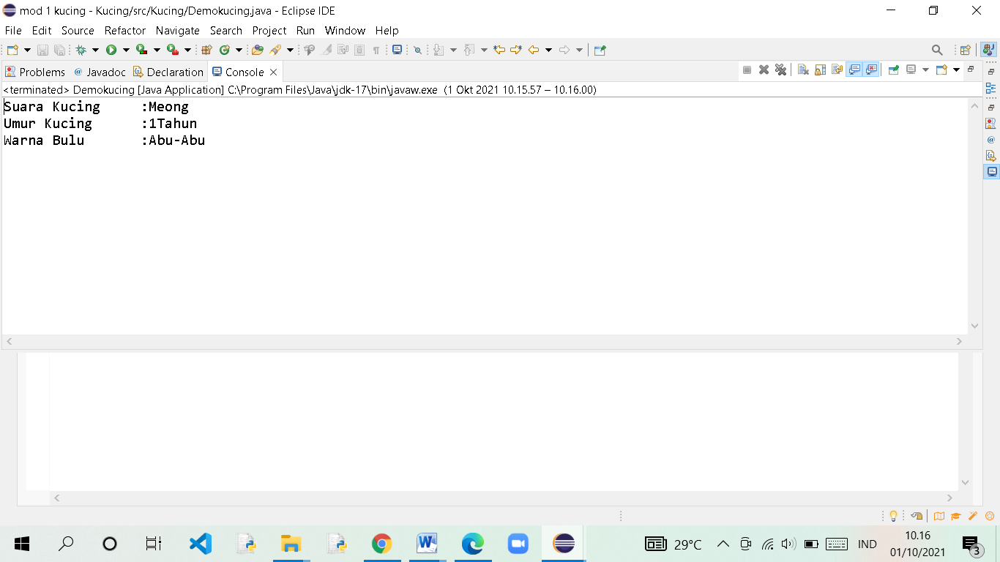 mod 1 kucing - Kucing/src/Kucing/Demokucing.java - Eclipse IDE
File Edit Source Refactor Navigate Search Project Run Window Help
Problems @ Javadoc Declaration Console
<terminated> Demokucing [Java Application] C:\Program Files\Java\jdk-17\bin\javaw.exe (1 Okt 2021 10.15.57 – 10.16.00)
Suara Kucing :Meong
Umur Kucing :1Tahun
Warna Bulu :Abu-Abu
29°C IND 10.16
01/10/2021
3